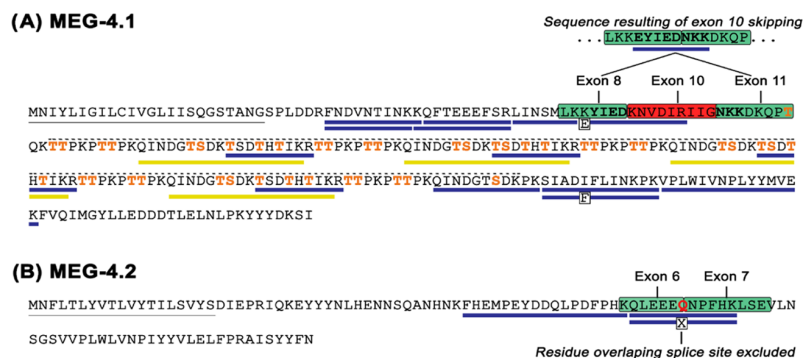 (A) MEG-4.1
Sequence resulting of exon 10 skipping
...LKKEYIEDNKKDKQP...
Exon 8 Exon 10 Exon 11
MNIYLIGILCIVGLIISQGSTANGSPLDDRFNDVNTINKKQFTEEEFSRLINSMLKKYIEDKNVDIRIIGNKKDKQPT
E
QKTTPKPTTPKQINDGTSDKTSDTHTIKRTTPKPTTPKQINDGTSDKTSDTHTIKRTTPKPTTPKQINDGTSDKTSDT
HTIKRTTPKPTTPKQINDGTSDKTSDTHTIKRTTPKPTTPKQINDGTSDKPKSIADIFLINKPKVPLWIVNPLYYMVE
F
KFVQIMGYLLEDDDTLELNLPKYYYDKSI
(B) MEG-4.2
Exon 6 Exon 7
MNFLTLYVTLVYTILSVYSDIEPRIQKEYYYNLHENNSQANHNKFHEMPEYDDQLPDFPHKQLEEEQNPFHKLSEVLN
X
SGSVVPLWLVNPIYYVLELFPRAISYYFN
Residue overlapping splice site excluded